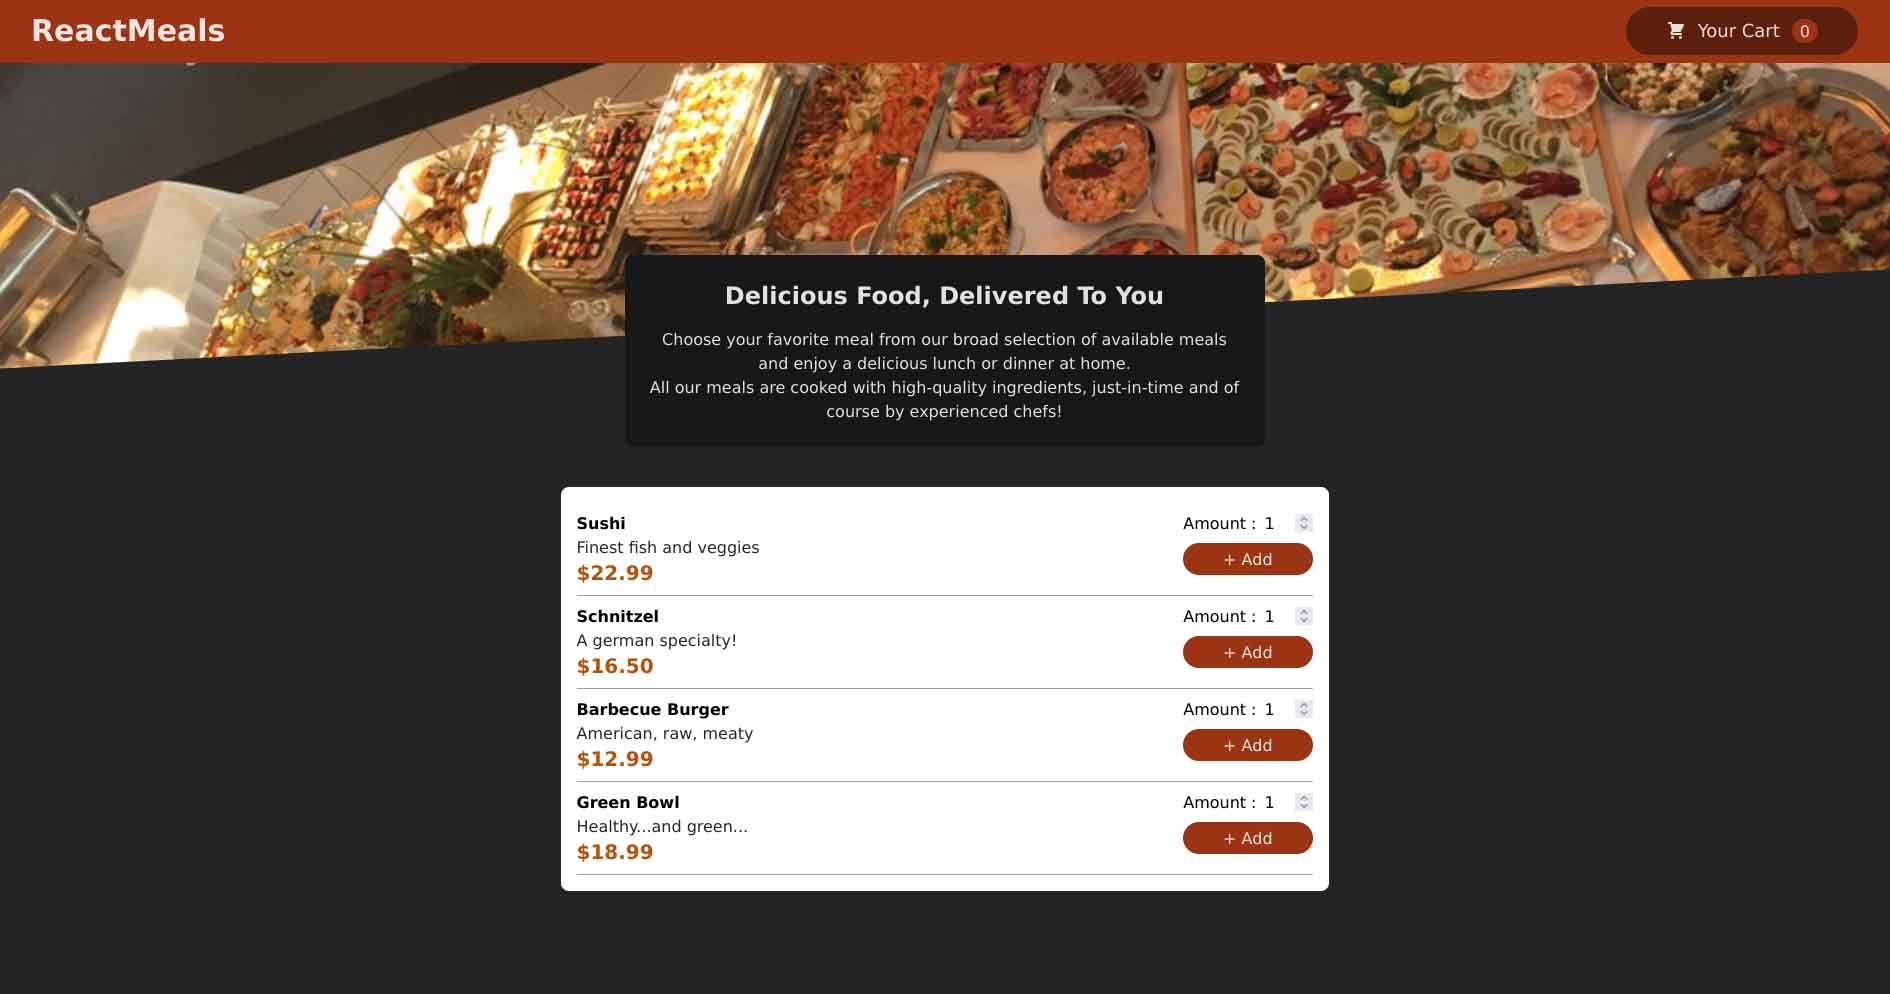 ReactMeals
Your Cart 0
Delicious Food, Delivered To You
Choose your favorite meal from our broad selection of available meals
and enjoy a delicious lunch or dinner at home.
All our meals are cooked with high-quality ingredients, just-in-time and of
course by experienced chefs!
Sushi
Finest fish and veggies
$22.99
Amount : 1
+ Add
Schnitzel
A german specialty!
$16.50
Amount : 1
+ Add
Barbecue Burger
American, raw, meaty
$12.99
Amount : 1
+ Add
Green Bowl
Healthy...and green...
$18.99
Amount : 1
+ Add